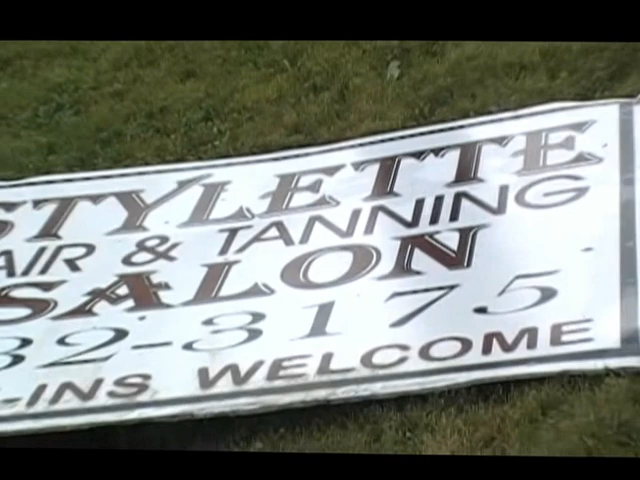 STYLETTE
AIR & TANNING
SALON
32-3175
-INS WELCOME